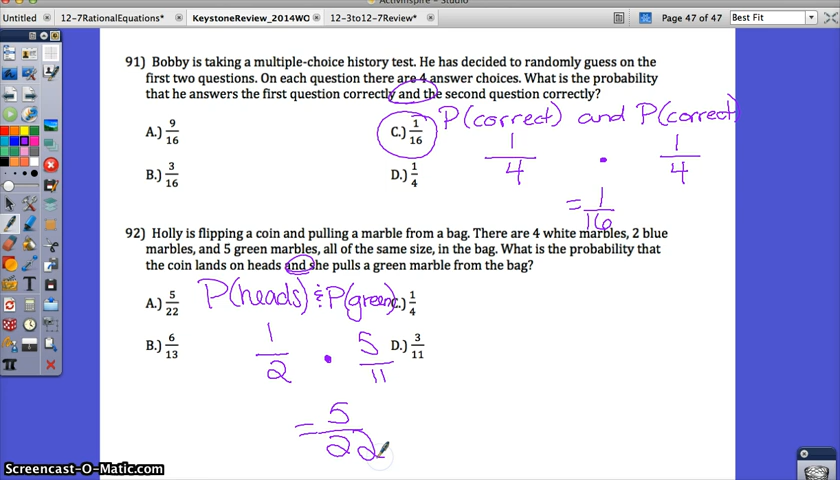 ActivInspire - Studio
Untitled
12-7RationalEquations*
KeystoneReview_2014WO
12-3to12-7Review*
Page 47 of 47
Best Fit
91) Bobby is taking a multiple-choice history test. He has decided to randomly guess on the
first two questions. On each question there are 4 answer choices. What is the probability
that he answers the first question correctly and the second question correctly?
P(correct) and P(correct)
A.) 9/16
C.) 1/16
1/4 · 1/4
B.) 3/16
D.) 1/4
= 1/16
92) Holly is flipping a coin and pulling a marble from a bag. There are 4 white marbles, 2 blue
marbles, and 5 green marbles, all of the same size, in the bag. What is the probability that
the coin lands on heads and she pulls a green marble from the bag?
P(heads) & P(green)
A.) 5/22
C.) 1/4
B.) 6/13
1/2 · 5/11
D.) 3/11
= 5/22
Screencast-O-Matic.com